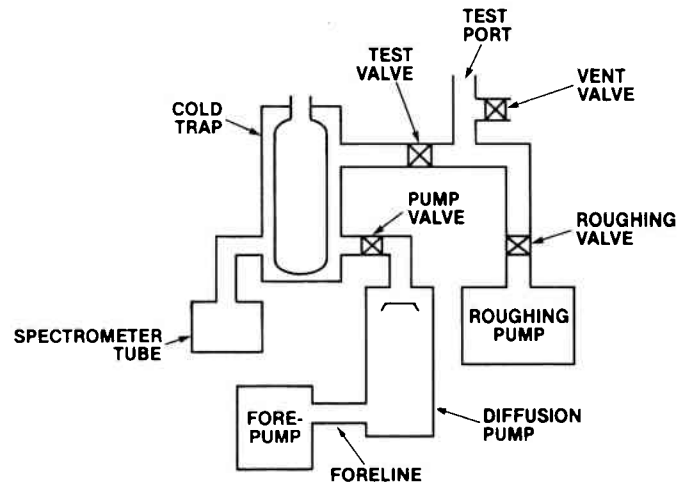 TEST
PORT
TEST
VALVE
VENT
VALVE
COLD
TRAP
PUMP
VALVE
ROUGHING
VALVE
ROUGHING
PUMP
SPECTROMETER
TUBE
FORE-
PUMP
DIFFUSION
PUMP
FORELINE